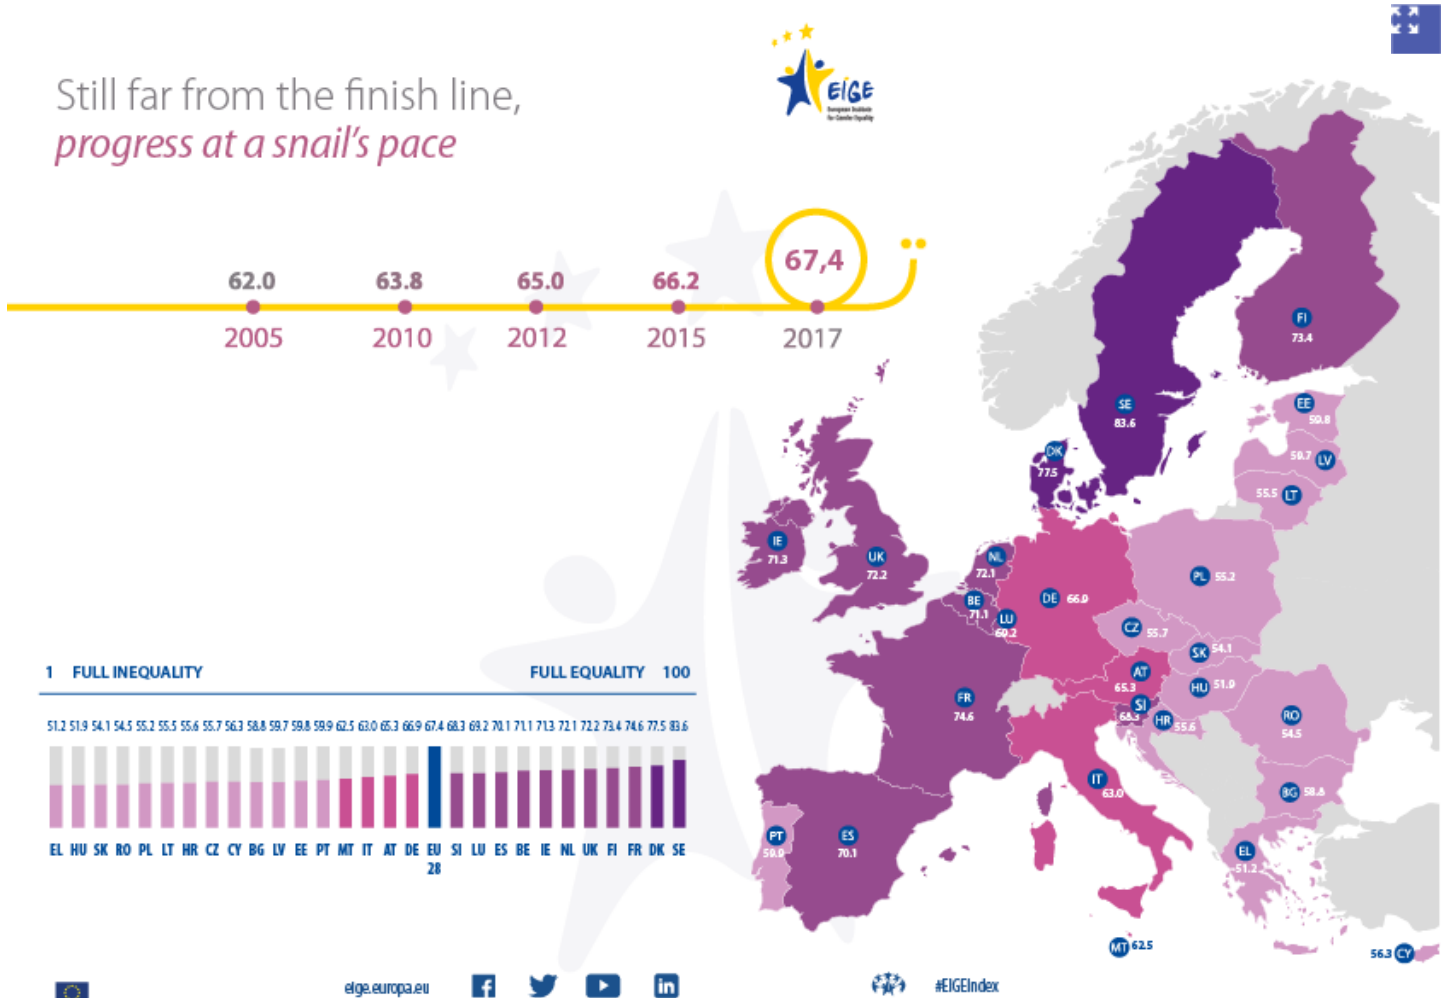 Still far from the finish line,
progress at a snail's pace
EIGE
European Institute
for Gender Equality
62.0 63.8 65.0 66.2 67,4
2005 2010 2012 2015 2017
FI
73.4
SE
83.6
EE
59.8
DK
77.5
59.7 LV
55.5 LT
IE
71.3
UK
72.2
NL
72.1
BE
71.1
LU
69.2
DE 66.9
PL 55.2
CZ 55.7
SK 54.1
AT
65.3
HU 51.9
SI
68.3
HR
55.6
FR
74.6
RO
54.5
IT
63.0
BG 58.8
PT
59.9
ES
70.1
EL
51.2
MT 62.5
56.3 CY
1 FULL INEQUALITY FULL EQUALITY 100
51.2 51.9 54.1 54.5 55.2 55.5 55.6 55.7 56.3 58.8 59.7 59.8 59.9 62.5 63.0 65.3 66.9 67.4 68.3 69.2 70.1 71.1 71.3 72.1 72.2 73.4 74.6 77.5 83.6
EL HU SK RO PL LT HR CZ CY BG LV EE PT MT IT AT DE EU SI LU ES BE IE NL UK FI FR DK SE
28
eige.europa.eu
#EIGEIndex